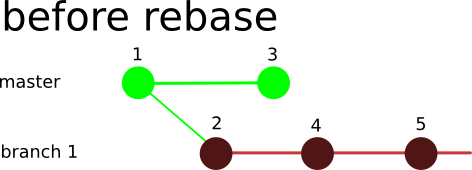 before rebase
1 3
master
2 4 5
branch 1